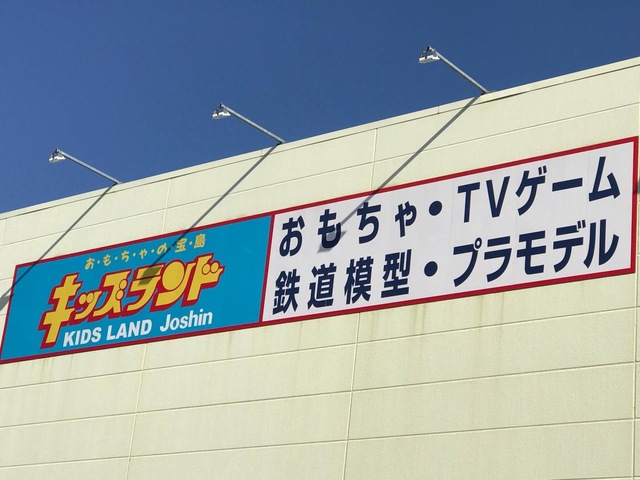 お・も・ちゃ・の・宝・島
キッズランド
KIDS LAND Joshin
おもちゃ・TVゲーム
鉄道模型・プラモデル